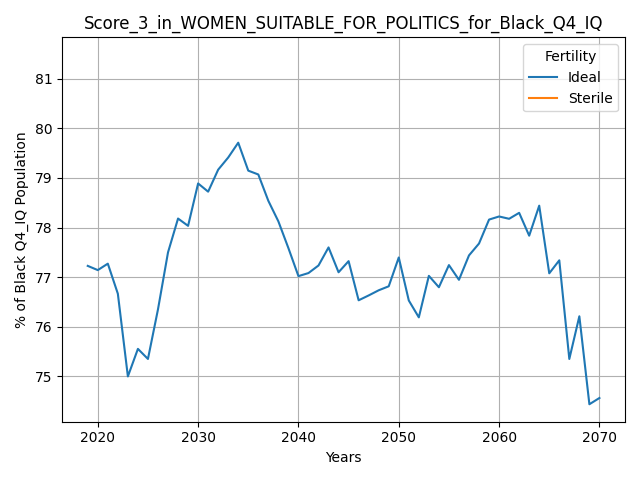 Score_3_in_WOMEN_SUITABLE_FOR_POLITICS_for_Black_Q4_IQ
Fertility
Ideal
Sterile
% of Black Q4_IQ Population
81
80
79
78
77
76
75
2020 2030 2040 2050 2060 2070
Years